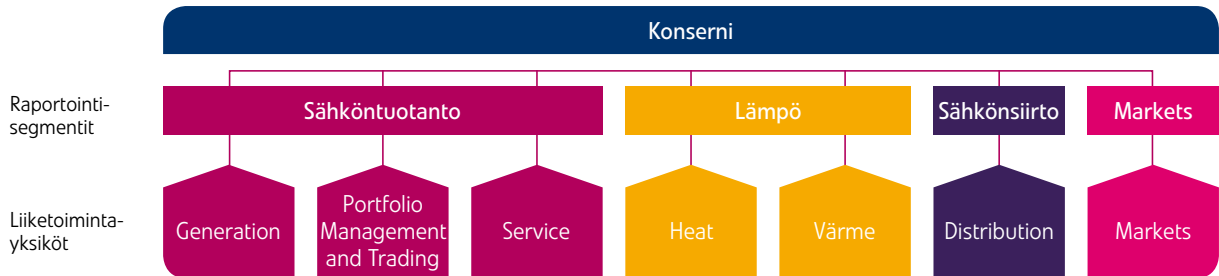 Konserni
Raportointi-
segmentit
Sähköntuotanto
Lämpö
Sähkönsiirto
Markets
Liiketoiminta-
yksiköt
Generation
Portfolio
Management
and Trading
Service
Heat
Värme
Distribution
Markets